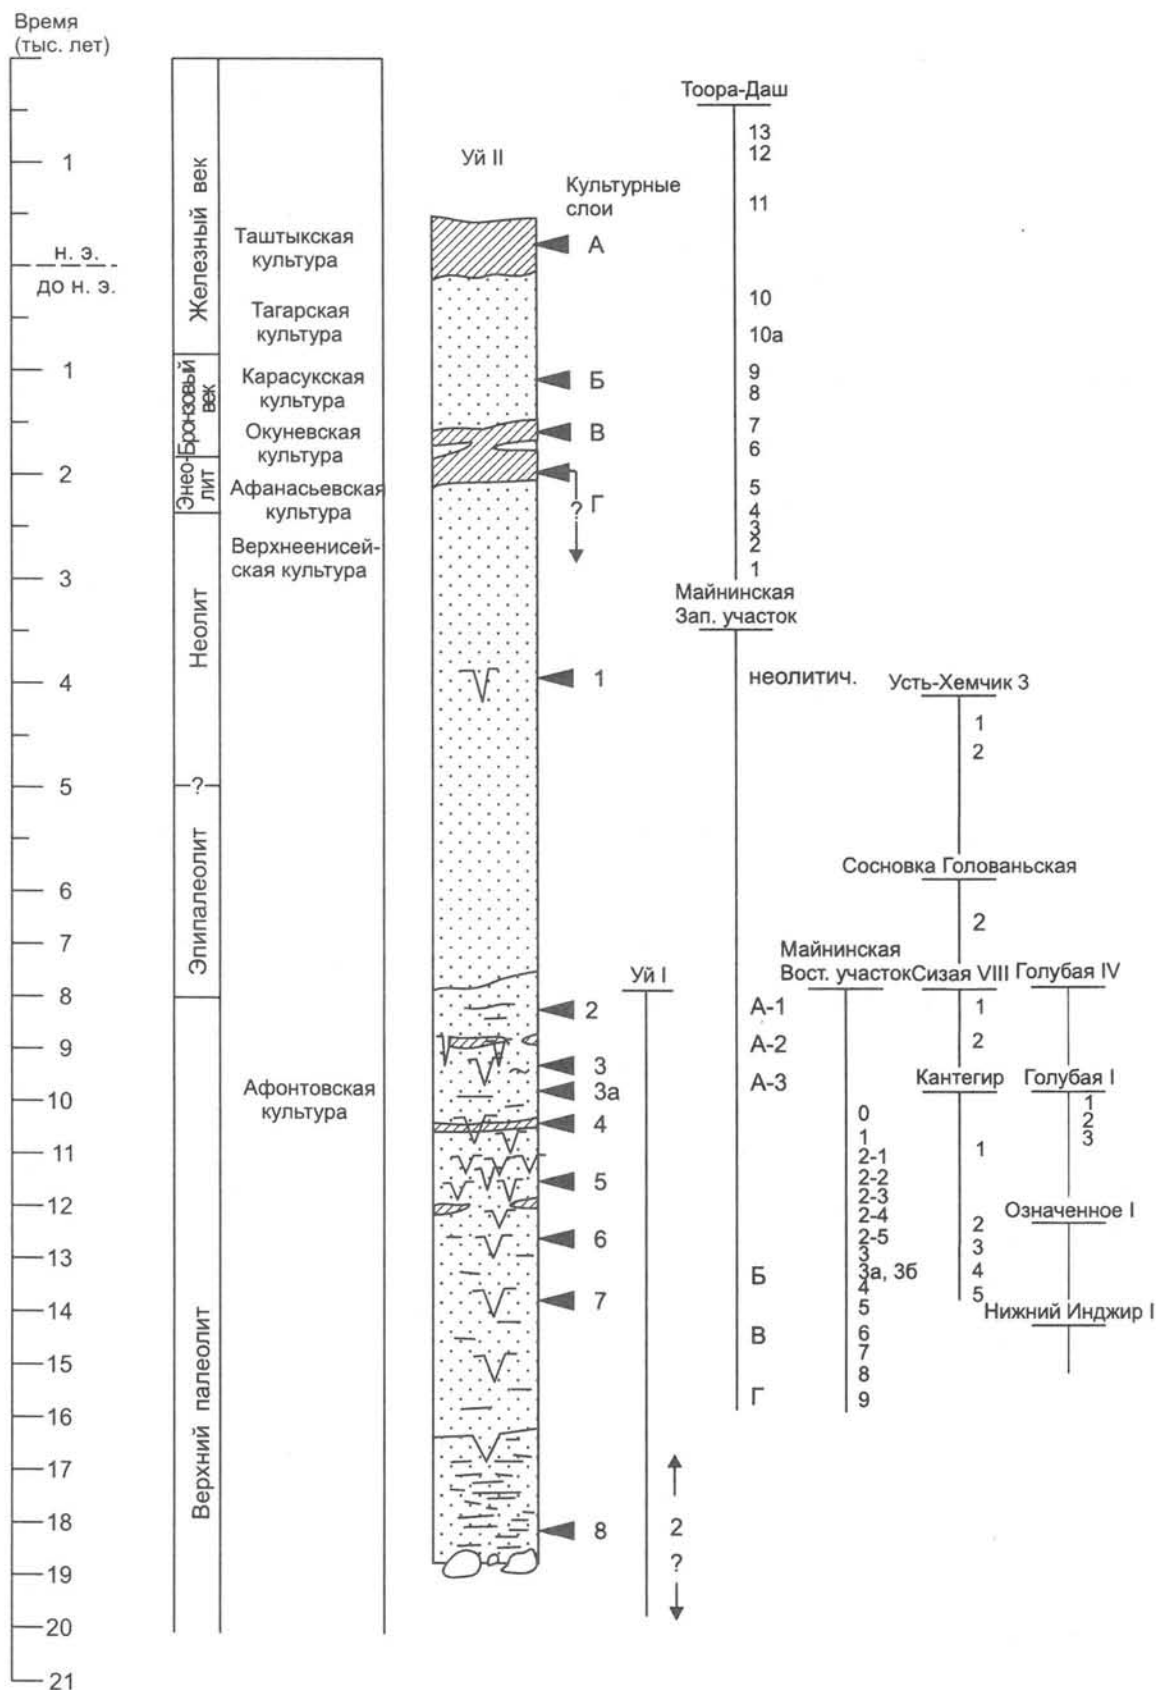 Время
(тыс. лет)
1
н. э.
до н. э.
1
2
3
4
5
6
7
8
9
10
11
12
13
14
15
16
17
18
19
20
21
Железный век
Бронзовый
век
Энео-
лит
Неолит
?
Эпипалеолит
Верхний палеолит
Таштыкская
культура
Тагарская
культура
Карасукская
культура
Окуневская
культура
Афанасьевская
культура
Верхнеенисей-
ская культура
Афонтовская
культура
Уй II
Культурные
слои
А
Б
В
? Г
1
2
3
3а
4
5
6
7
8
Уй I
2
?
Тоора-Даш
13
12
11
10
10а
9
8
7
6
5
4
3
2
1
Майнинская
Зап. участок
неолитич.
А-1
А-2
А-3
Б
В
Г
Майнинская
Вост. участок
0
1
2-1
2-2
2-3
2-4
2-5
3
3а, 3б
4
5
6
7
8
9
Усть-Хемчик 3
1
2
Сосновка Голованьская
2
Сизая VIII
1
2
Кантегир
1
2
3
4
5
Голубая IV
Голубая I
1
2
3
Означенное I
Нижний Инджир I